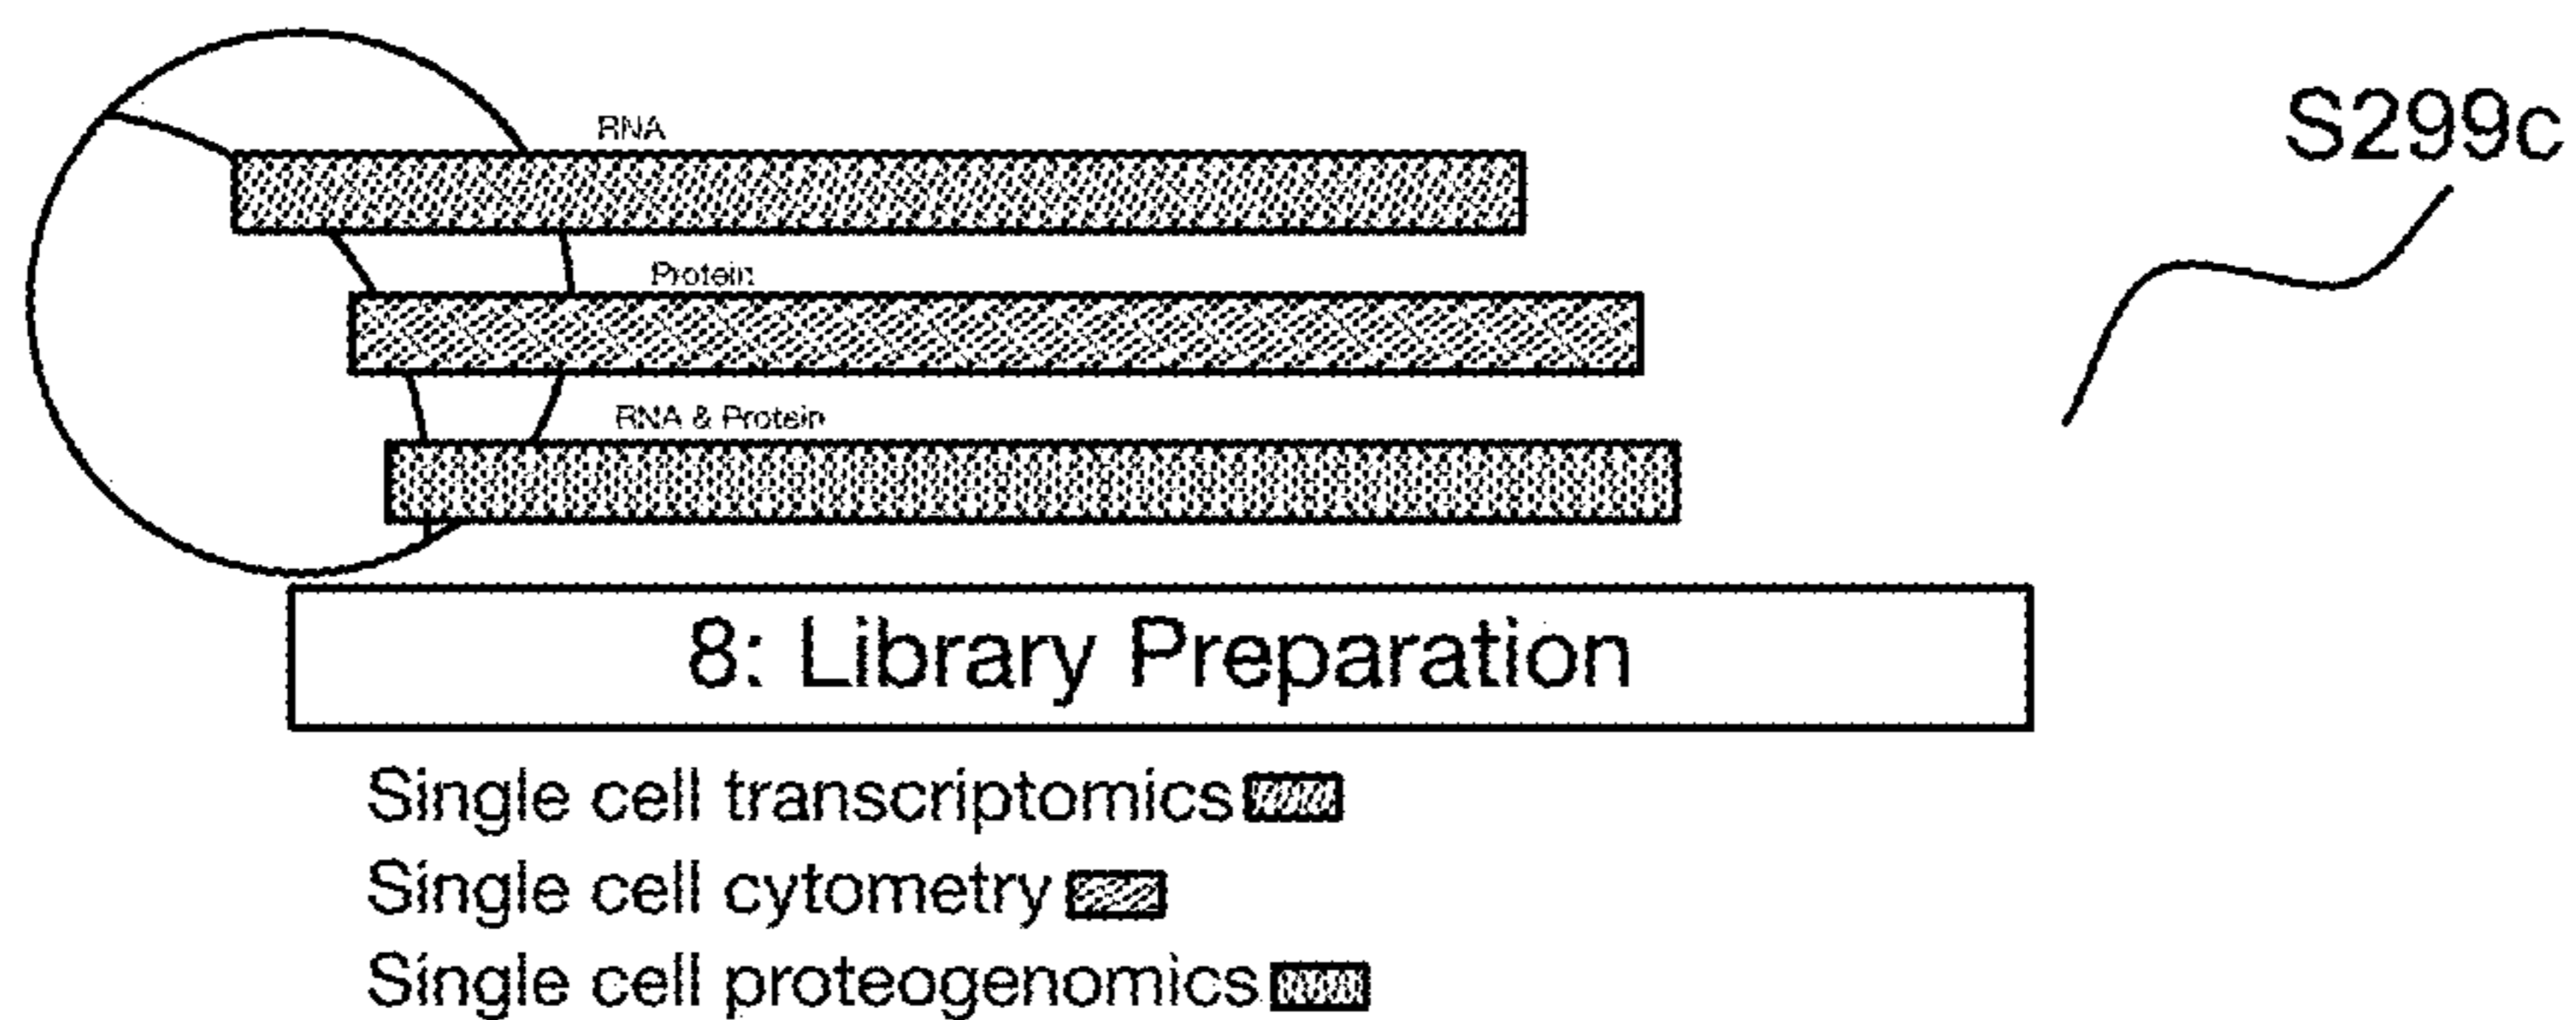 RNA
S299c
Protein
RNA & Protein
8: Library Preparation
Single cell transcriptomics
Single cell cytometry
Single cell proteogenomics